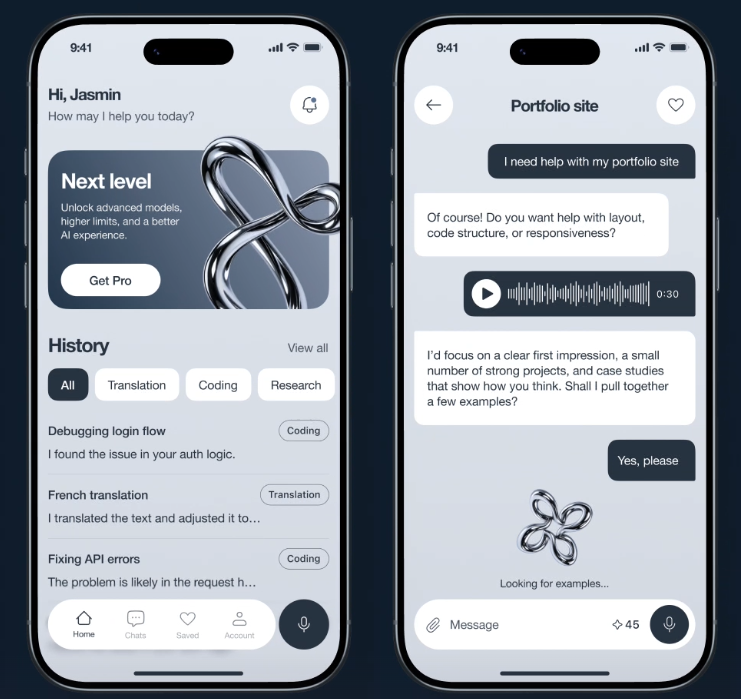 9:41
Hi, Jasmin
How may I help you today?
Next level
Unlock advanced models,
higher limits, and a better
AI experience.
Get Pro
History
View all
All
Translation
Coding
Research
Debugging login flow
Coding
I found the issue in your auth logic.
French translation
Translation
I translated the text and adjusted it to...
Fixing API errors
Coding
The problem is likely in the request h...
Home
Chats
Saved
Account
9:41
Portfolio site
I need help with my portfolio site
Of course! Do you want help with layout,
code structure, or responsiveness?
0:30
I'd focus on a clear first impression, a small
number of strong projects, and case studies
that show how you think. Shall I pull together
a few examples?
Yes, please
Looking for examples...
Message
45